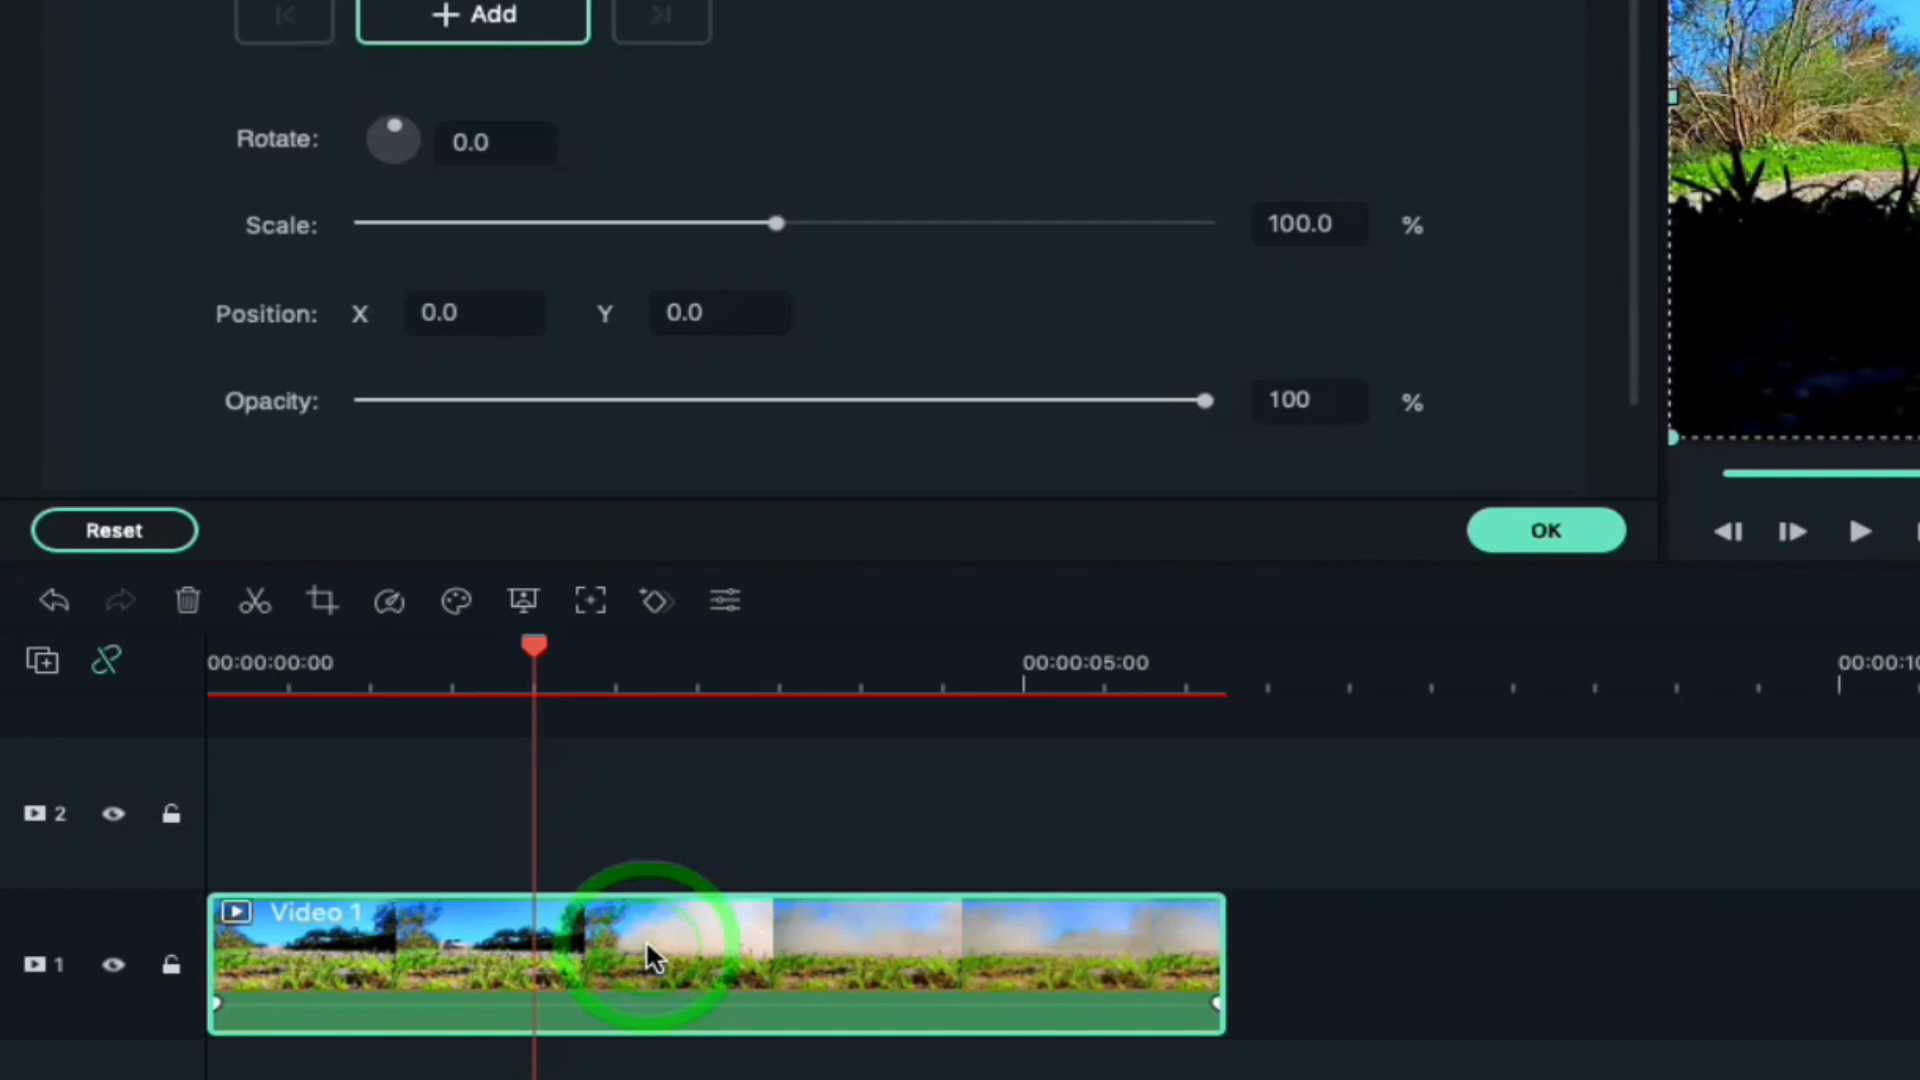 + Add
Rotate: 0.0
Scale: 100.0 %
Position: X 0.0 Y 0.0
Opacity: 100 %
Reset OK
00:00:00:00 00:00:05:00 00:00:10
2
Video 1
1